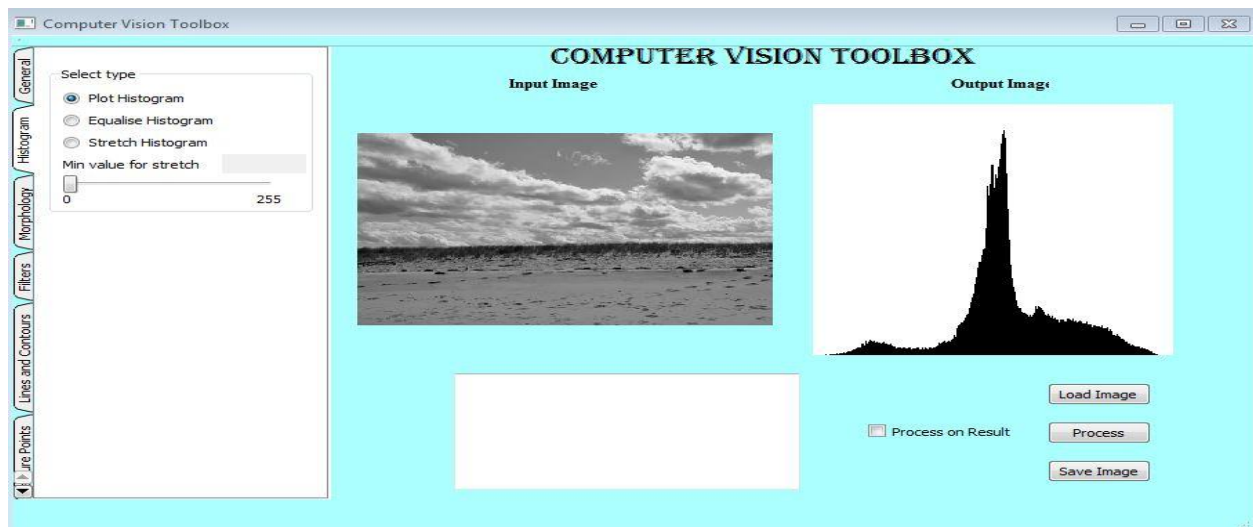 Computer Vision Toolbox
COMPUTER VISION TOOLBOX
General
Histogram
Morphology
Filters
Lines and Contours
ure Points
Select type
Plot Histogram
Equalise Histogram
Stretch Histogram
Min value for stretch
0 255
Input Image
Output Image
Process on Result
Load Image
Process
Save Image